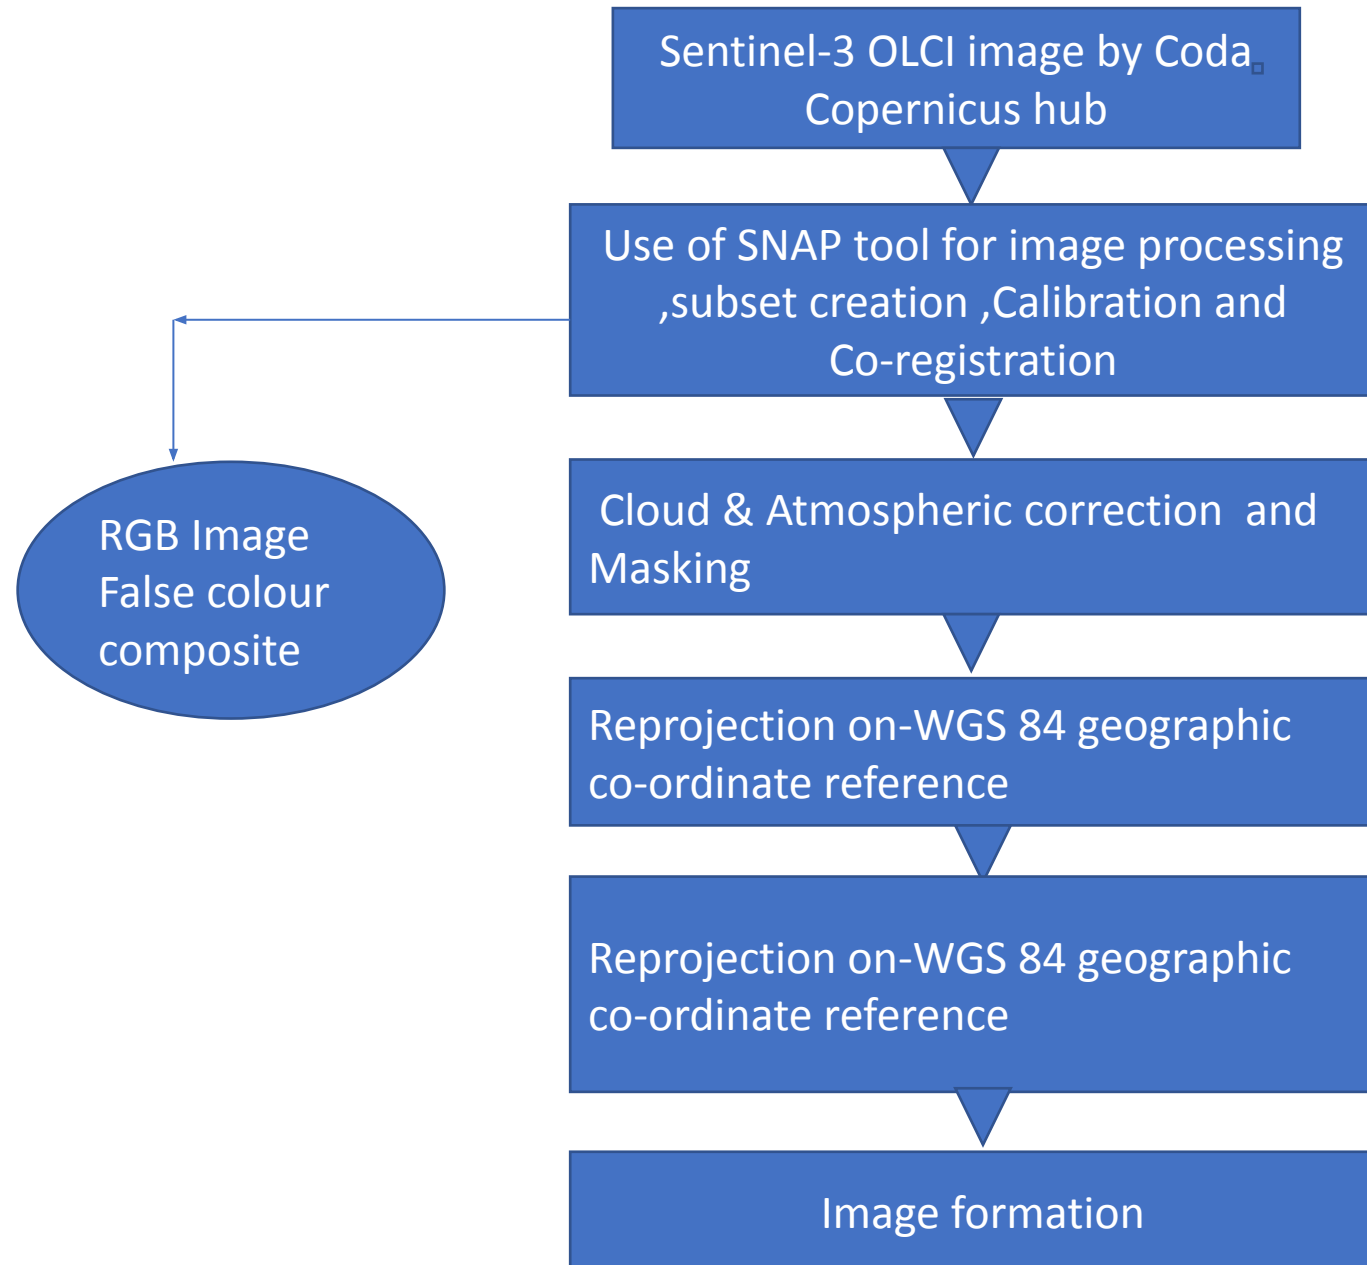 Sentinel-3 OLCI image by Coda,
Copernicus hub
Use of SNAP tool for image processing
,subset creation ,Calibration and
Co-registration
RGB Image
False colour
composite
Cloud & Atmospheric correction  and
Masking
Reprojection on-WGS 84 geographic
co-ordinate reference
Reprojection on-WGS 84 geographic
co-ordinate reference
Image formation